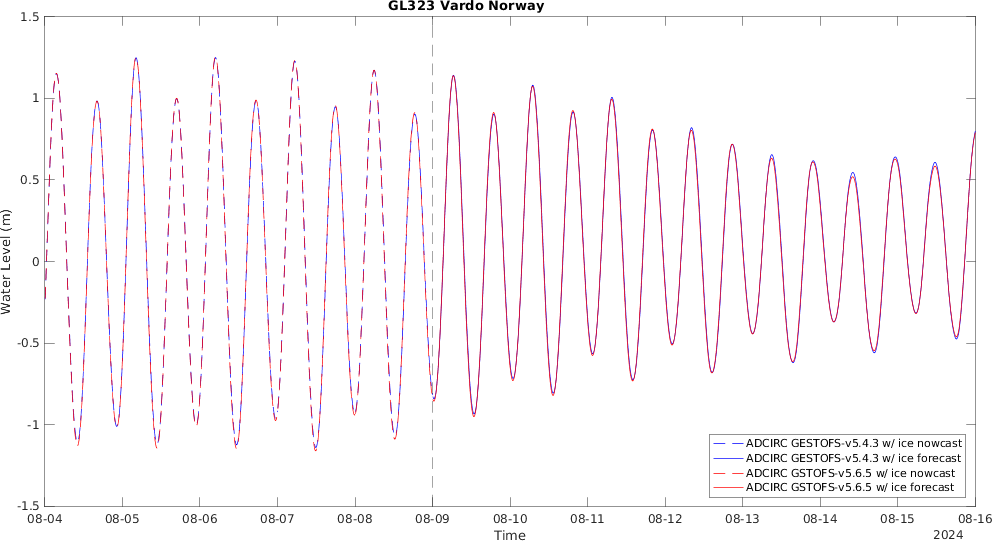 GL323 Vardo Norway
1.5
1
0.5
0
-0.5
-1
-1.5
Water Level (m)
ADCIRC GESTOFS-v5.4.3 w/ ice nowcast
ADCIRC GESTOFS-v5.4.3 w/ ice forecast
ADCIRC GSTOFS-v5.6.5 w/ ice nowcast
ADCIRC GSTOFS-v5.6.5 w/ ice forecast
08-04 08-05 08-06 08-07 08-08 08-09 08-10 08-11 08-12 08-13 08-14 08-15 08-16
Time
2024